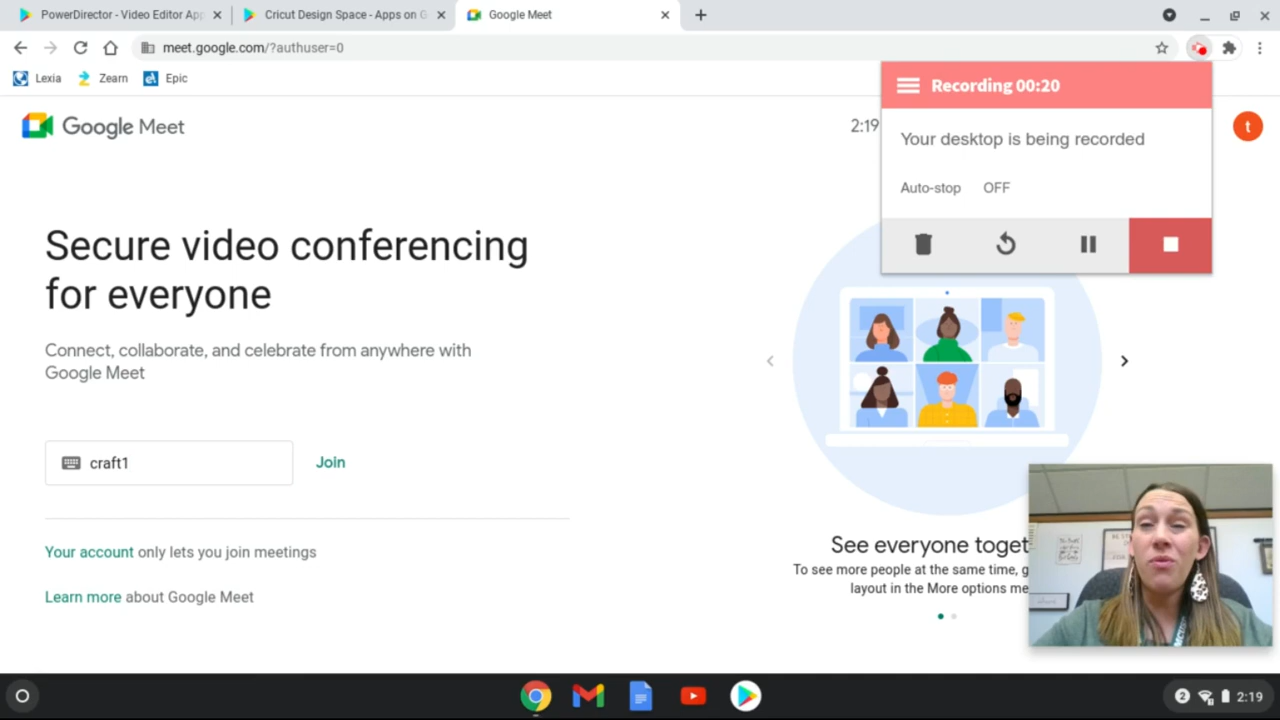 PowerDirector - Video Editor App
Cricut Design Space - Apps on G
Google Meet
meet.google.com/?authuser=0
Lexia
Zearn
Epic
Recording 00:20
Google Meet
2:19
Your desktop is being recorded
t
Auto-stop OFF
Secure video conferencing
for everyone
Connect, collaborate, and celebrate from anywhere with
Google Meet
craft1
Join
See everyone toget
To see more people at the same time, g
layout in the More options me
Your account only lets you join meetings
Learn more about Google Meet
2
2:19